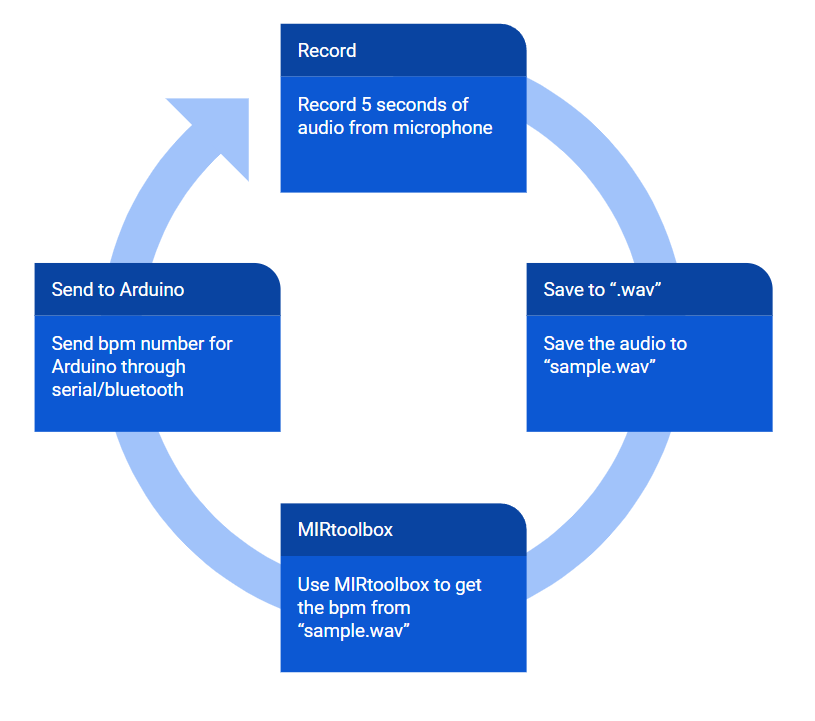 Record
Record 5 seconds of
audio from microphone
Send to Arduino
Send bpm number for
Arduino through
serial/bluetooth
Save to “.wav”
Save the audio to
“sample.wav”
MIRtoolbox
Use MIRtoolbox to get
the bpm from
“sample.wav”